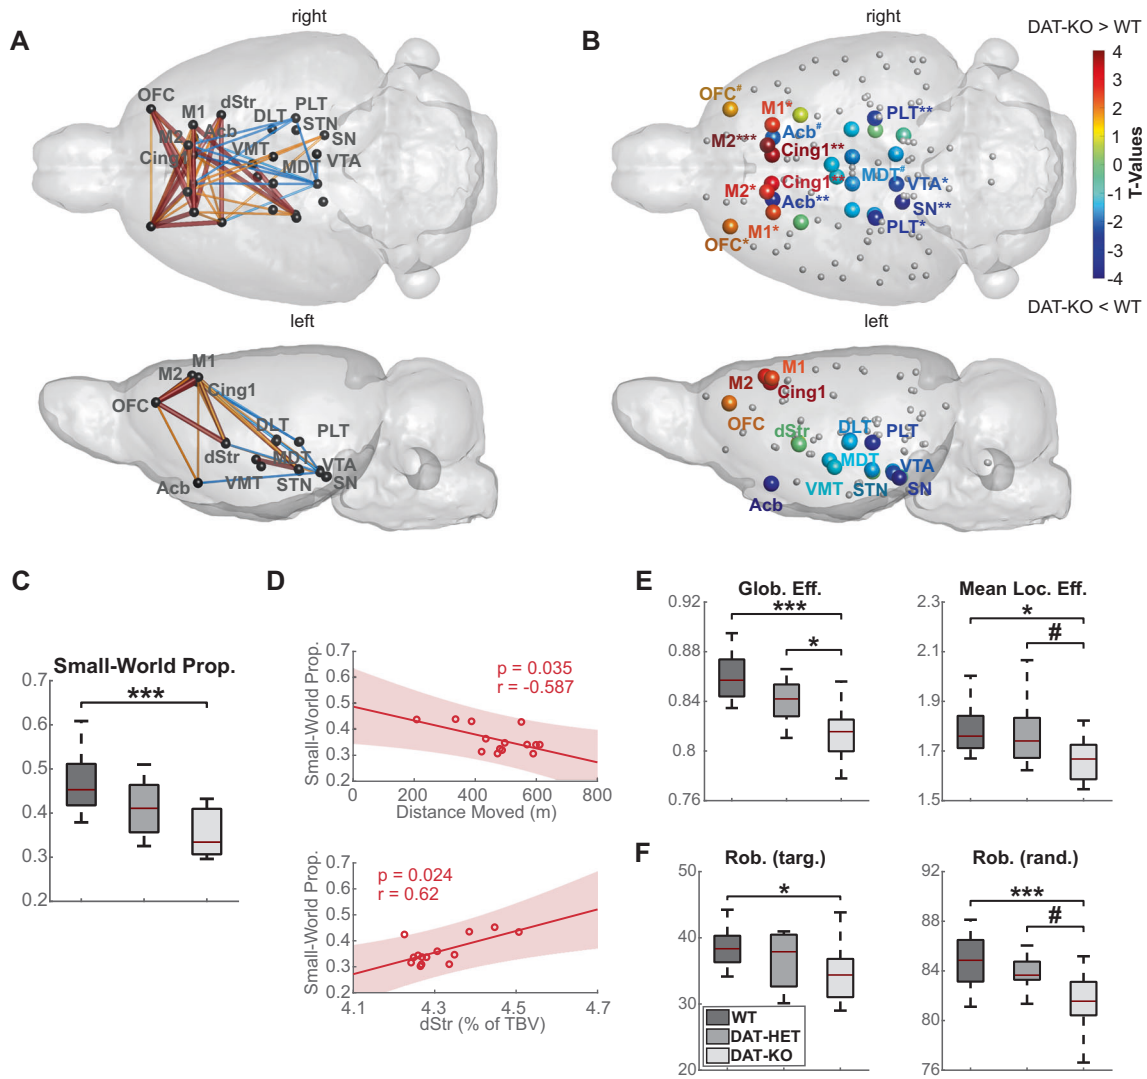 A
right
OFC
M1
dStr
Acb
M2
Cing1
DLT
PLT
STN
SN
VMT
MDT
VTA
left
M1
M2
Cing1
OFC
DLT
PLT
dStr
MDT
VTA
Acb
VMT
STN
SN
B
right
DAT-KO > WT
OFC#
M1*
PLT**
Acb#
M2***
Cing1**
MDT#
Cing1**
VTA*
M2*
Acb**
SN**
M1*
PLT*
OFC*
4
3
2
1
0
-1
-2
-3
-4
T-Values
DAT-KO < WT
left
M1
M2
Cing1
OFC
dStr
DLT
PLT
MDT
VTA
VMT
STN
SN
Acb
C
Small-World Prop.
***
0.7
0.6
0.5
0.4
0.3
0.2
D
p = 0.035
r = -0.587
Small-World Prop.
0.7
0.6
0.5
0.4
0.3
0.2
0
200
400
600
800
Distance Moved (m)
p = 0.024
r = 0.62
Small-World Prop.
0.7
0.6
0.5
0.4
0.3
0.2
4.1
4.3
4.5
4.7
dStr (% of TBV)
E
Glob. Eff.
***
*
0.92
0.88
0.84
0.8
0.76
Mean Loc. Eff.
*
#
2.3
2.1
1.9
1.7
1.5
F
Rob. (targ.)
*
50
40
30
20
WT
DAT-HET
DAT-KO
Rob. (rand.)
***
#
92
88
84
80
76